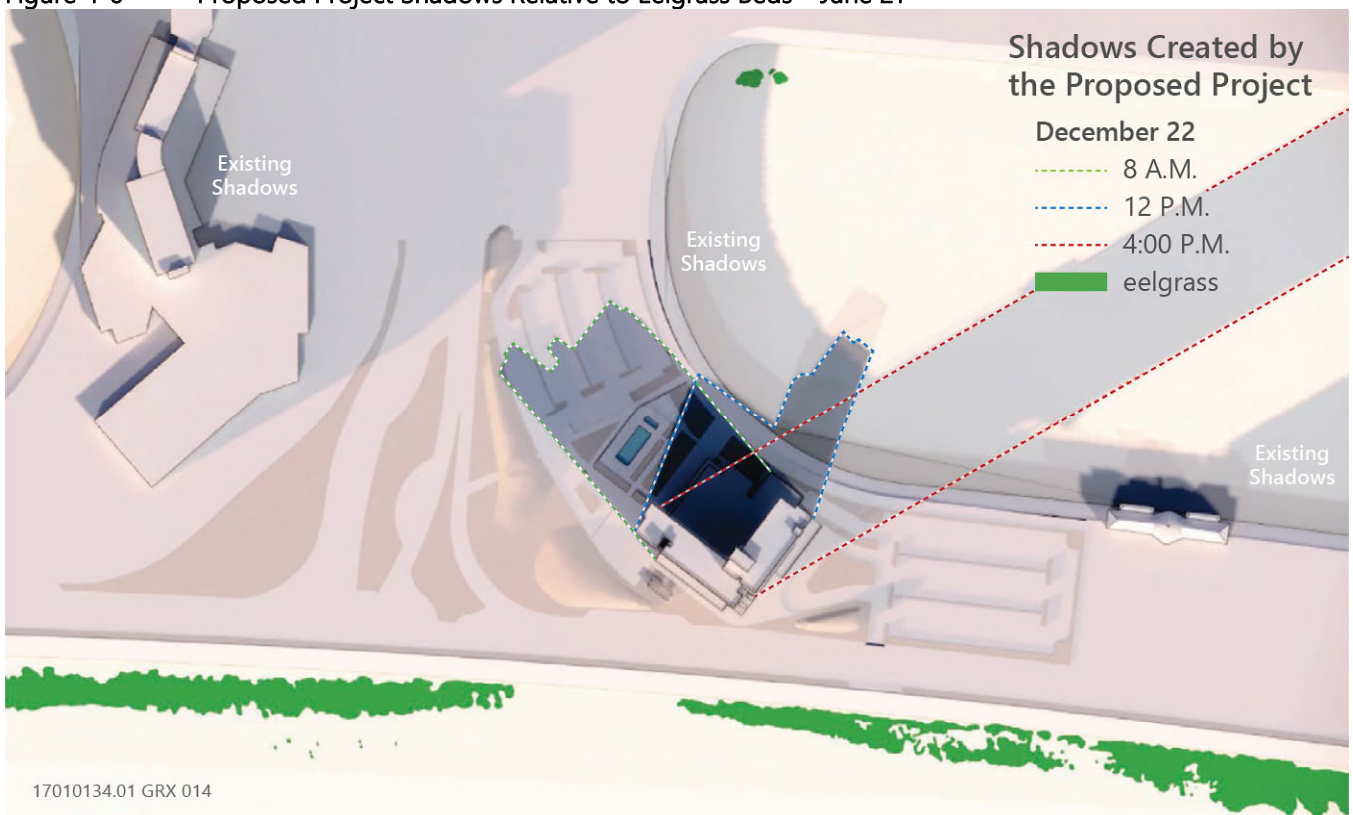 Shadows Created by
the Proposed Project
December 22
8 A.M.
12 P.M.
4:00 P.M.
eelgrass
Existing
Shadows
Existing
Shadows
Existing
Shadows
17010134.01 GRX 014